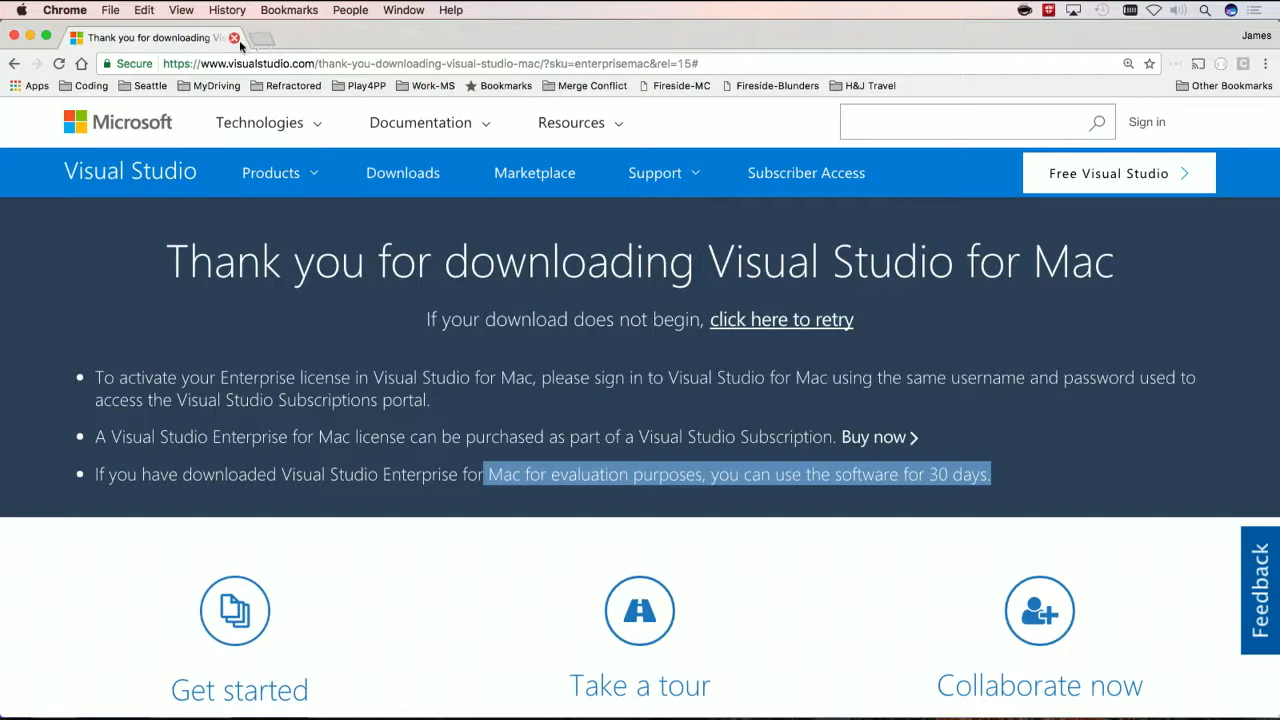 Chrome File Edit View History Bookmarks People Window Help
Thank you for downloading Vi
James
Secure https://www.visualstudio.com/thank-you-downloading-visual-studio-mac/?sku=enterprisemac&rel=15#
Apps Coding Seattle MyDriving Refractored Play4PP Work-MS Bookmarks Merge Conflict Fireside-MC Fireside-Blunders H&J Travel Other Bookmarks
Microsoft Technologies Documentation Resources Sign in
Visual Studio Products Downloads Marketplace Support Subscriber Access Free Visual Studio
Thank you for downloading Visual Studio for Mac
If your download does not begin, click here to retry
To activate your Enterprise license in Visual Studio for Mac, please sign in to Visual Studio for Mac using the same username and password used to
access the Visual Studio Subscriptions portal.
A Visual Studio Enterprise for Mac license can be purchased as part of a Visual Studio Subscription. Buy now
If you have downloaded Visual Studio Enterprise for Mac for evaluation purposes, you can use the software for 30 days.
Feedback
Get started Take a tour Collaborate now